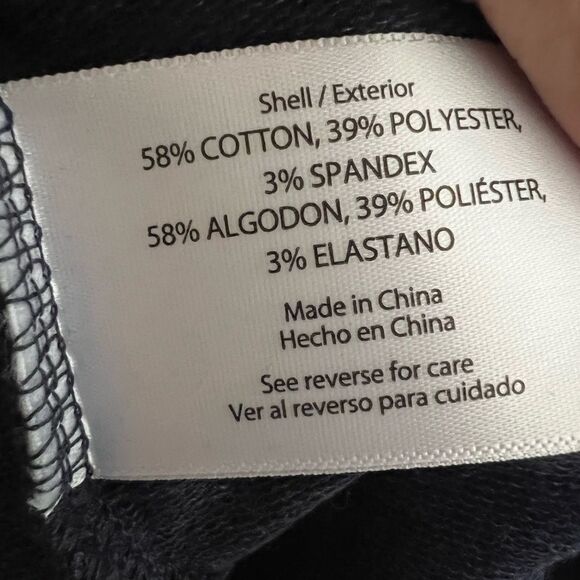 Shell / Exterior
58% COTTON, 39% POLYESTER,
3% SPANDEX
58% ALGODON, 39% POLIÉSTER,
3% ELASTANO
Made in China
Hecho en China
See reverse for care
Ver al reverso para cuidado